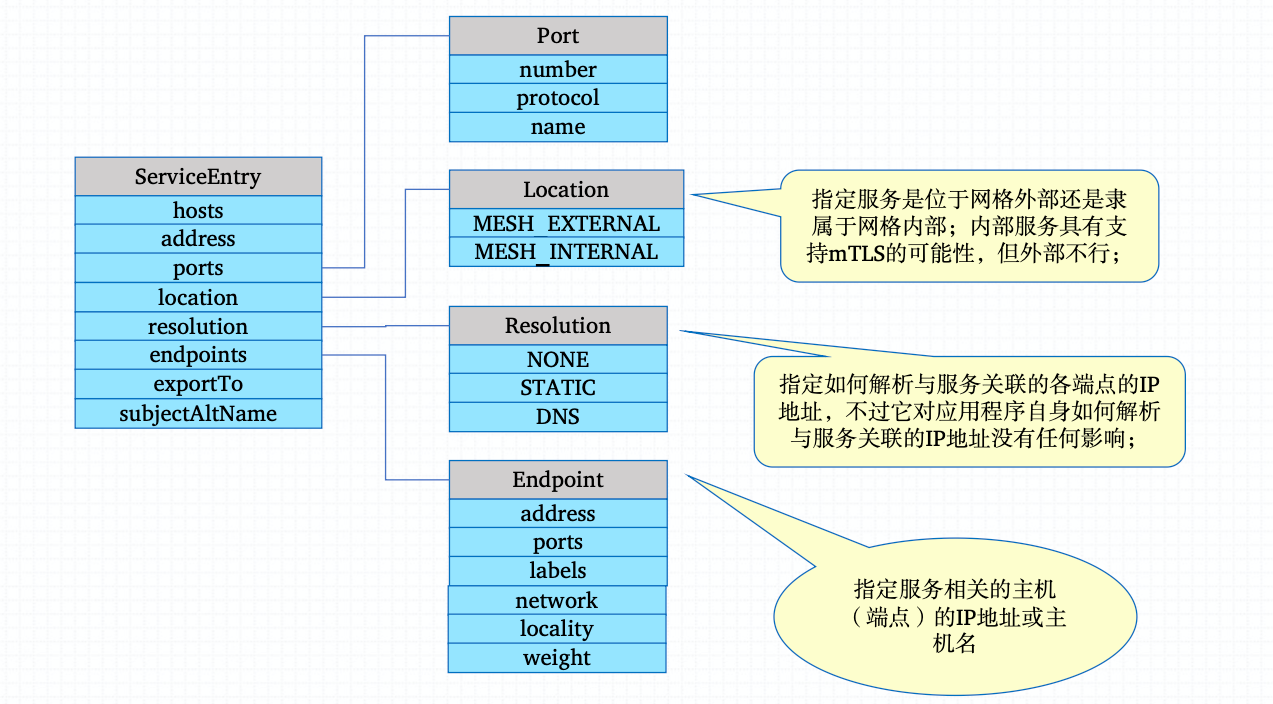 ServiceEntry
hosts
address
ports
location
resolution
endpoints
exportTo
subjectAltName
Port
number
protocol
name
Location
MESH_EXTERNAL
MESH_INTERNAL
指定服务是位于网格外部还是隶
属于网格内部；内部服务具有支
持mTLS的可能性，但外部不行；
Resolution
NONE
STATIC
DNS
指定如何解析与服务关联的各端点的IP
地址，不过它对应用程序自身如何解析
与服务关联的IP地址没有任何影响；
Endpoint
address
ports
labels
network
locality
weight
指定服务相关的主机
（端点）的IP地址或主
机名